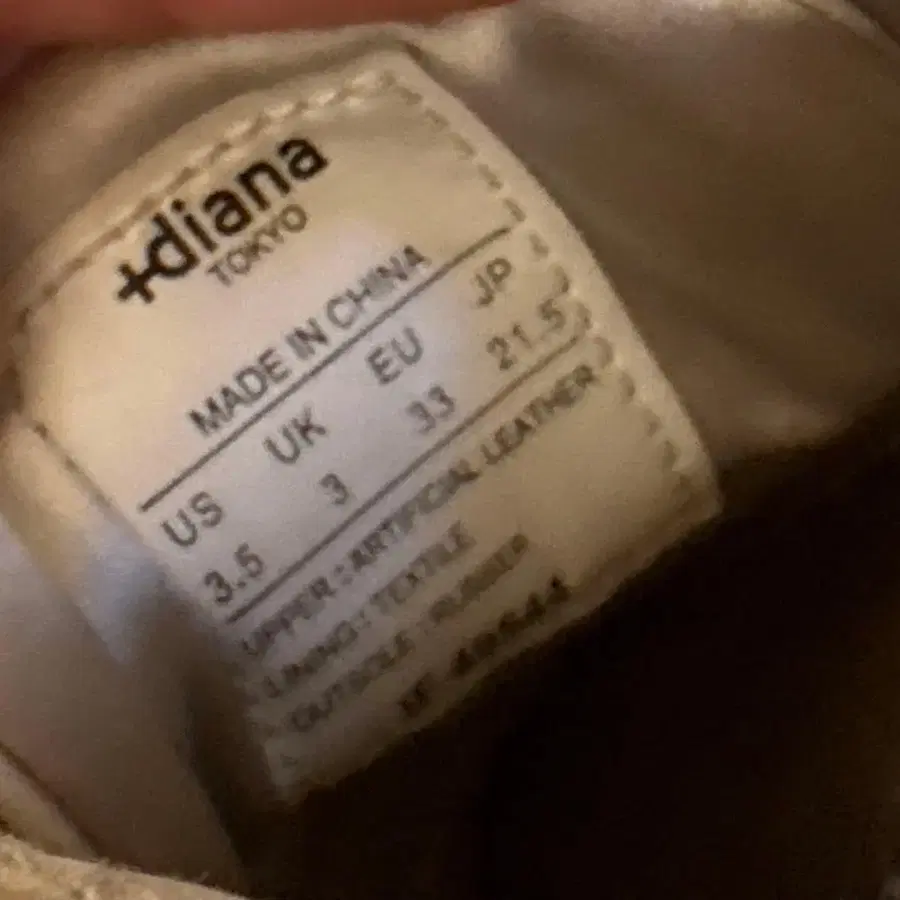 +diana
TOKYO
MADE IN CHINA
US UK EU JP
3.5 3 33 21.5
UPPER : ARTIFICIAL LEATHER
LINING : TEXTILE
OUTSOLE : RUBBER